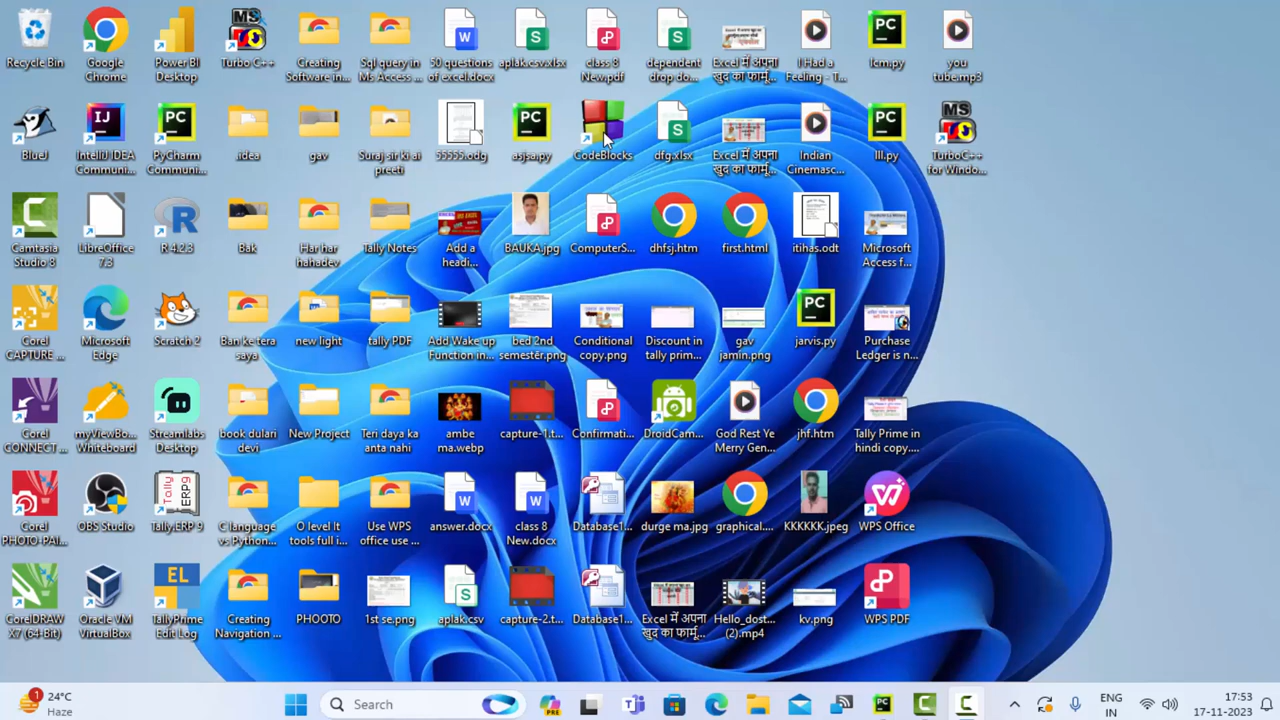 Recycle Bin
Google
Chrome
Power BI
Desktop
Turbo C++
Creating
Software in...
Sql query in
Ms Access ...
50 questions
of excel.docx
aplak.csv.xlsx
class 8
New.pdf
dependent
drop do...
Excel में अपना
खुद का फार्मू...
I Had a
Feeling - T...
lcm.py
you
tube.mp3
BlueJ
IntelliJ IDEA
Communi...
PyCharm
Communi...
.idea
gav
Suraj sir ki ai
preeti
55555.odg
asjsa.py
CodeBlocks
dfg.xlsx
Excel में अपना
खुद का फार्मू...
Indian
Cinemasc...
lll.py
TurboC++
for Windo...
Camtasia
Studio 8
LibreOffice
7.3
R 4.2.3
Bak
Har har
hahadev
Tally Notes
Add a
headi...
BAUKA.jpg
ComputerS...
dhfsj.htm
first.html
itihas.odt
Microsoft
Access f...
Corel
CAPTURE ...
Microsoft
Edge
Scratch 2
Ban ke tera
saya
new light
tally PDF
Add Wake up
Function in...
bed 2nd
semester.png
Conditional
copy.png
Discount in
tally prim...
gav
jamin.png
jarvis.py
Purchase
Ledger is n...
Corel
CONNECT ...
myViewBo...
Whiteboard
Streamlabs
Desktop
book dulari
devi
New Project
Teri daya ka
anta nahi
ambe
ma.webp
capture-1.t...
Confirmati...
DroidCam...
God Rest Ye
Merry Gen...
jhf.htm
Tally Prime in
hindi copy....
Corel
PHOTO-PAI...
OBS Studio
Tally.ERP 9
C language
vs Python...
O level It
tools full i...
Use WPS
office use ...
answer.docx
class 8
New.docx
Database1...
durge ma.jpg
graphical....
KKKKKK.jpeg
WPS Office
CorelDRAW
X7 (64-Bit)
Oracle VM
VirtualBox
TallyPrime
Edit Log
Creating
Navigation ...
PHOOTO
1st se.png
aplak.csv
capture-2.t...
Database1...
Excel में अपना
खुद का फार्मू...
Hello_dost...
(2).mp4
kv.png
WPS PDF
1
24°C
Haze
Search
PRE
ENG
IN
17:53
17-11-2023